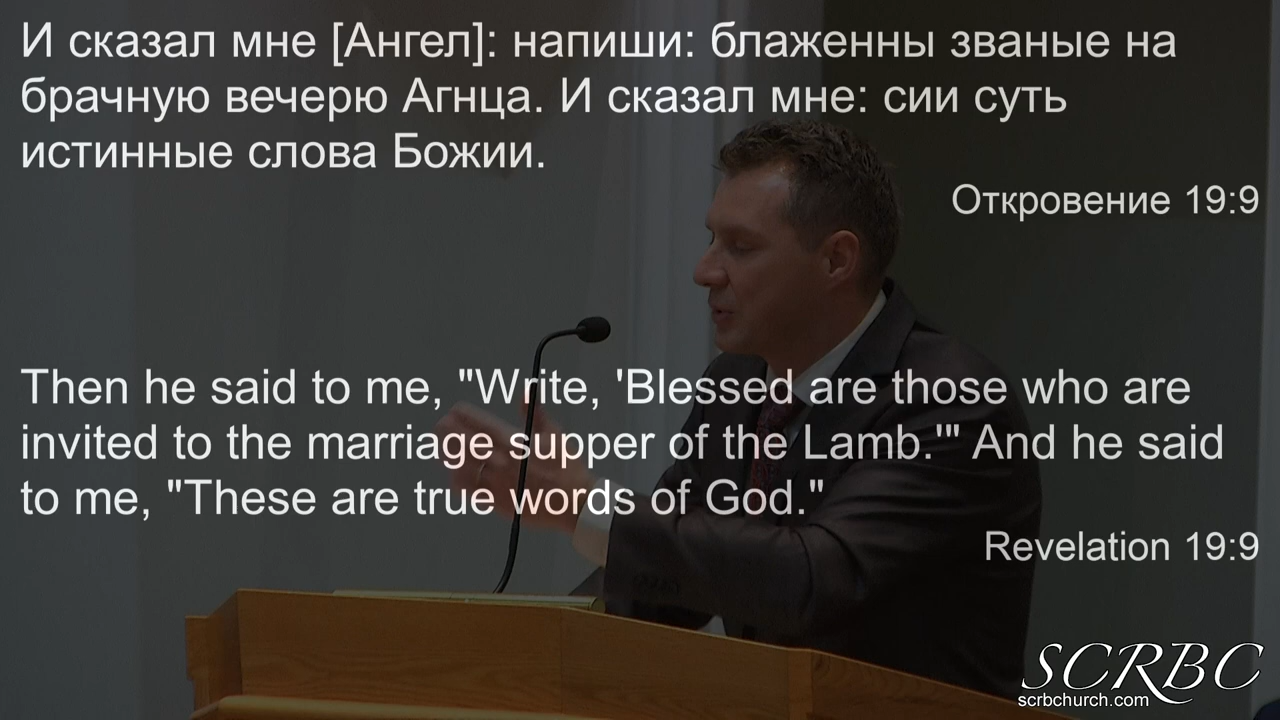 И сказал мне [Ангел]: напиши: блаженны званые на
брачную вечерю Агнца. И сказал мне: сии суть
истинные слова Божии.
Откровение 19:9
Then he said to me, "Write, 'Blessed are those who are
invited to the marriage supper of the Lamb.'" And he said
to me, "These are true words of God."
Revelation 19:9
SCRBC
scrbchurch.com